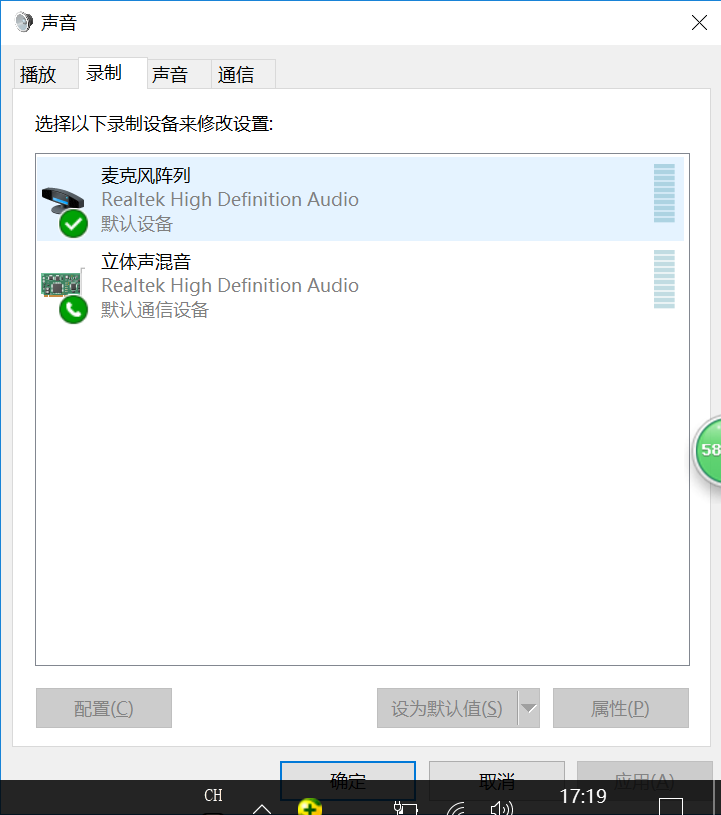 声音
播放 录制 声音 通信
选择以下录制设备来修改设置:
麦克风阵列
Realtek High Definition Audio
默认设备
立体声混音
Realtek High Definition Audio
默认通信设备
58
配置(C) 设为默认值(S) 属性(P)
确定 取消 应用(A)
CH 17:19